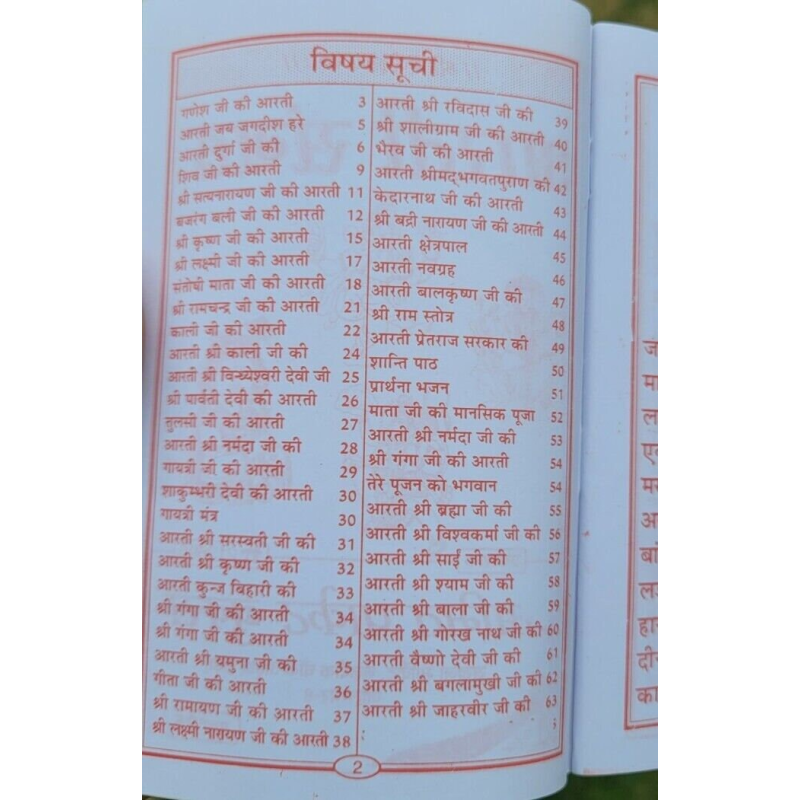 विषय सूची
गणेश जी की आरती 3
आरती जय जगदीश हरे 5
आरती दुर्गा जी की 6
शिव जी की आरती 9
श्री सत्यनारायण जी की आरती 11
बजरंग बली जी की आरती 12
श्री कृष्ण जी की आरती 15
श्री लक्ष्मी जी की आरती 17
संतोषी माता जी की आरती 18
श्री रामचन्द्र जी की आरती 21
काली जी की आरती 22
आरती श्री काली जी की 24
आरती श्री विन्ध्येश्वरी देवी जी 25
श्री पार्वती देवी की आरती 26
तुलसी जी की आरती 27
आरती श्री नर्मदा जी की 28
गायत्री जी की आरती 29
शाकुम्भरी देवी की आरती 30
गायत्री मंत्र 30
आरती श्री सरस्वती जी की 31
आरती श्री कृष्ण जी की 32
आरती कुन्ज बिहारी की 33
श्री गंगा जी की आरती 34
श्री गंगा जी की आरती 34
आरती श्री यमुना जी की 35
गीता जी की आरती 36
श्री रामायण जी की आरती 37
श्री लक्ष्मी नारायण जी की आरती 38
आरती श्री रविदास जी की 39
श्री शालीग्राम जी की आरती 40
भैरव जी की आरती 41
आरती श्रीमद्भगवतपुराण की 42
केदारनाथ जी की आरती 43
श्री बद्री नारायण जी की आरती 44
आरती क्षेत्रपाल 45
आरती नवग्रह 46
आरती बालकृष्ण जी की 47
श्री राम स्तोत्र 48
आरती प्रेतराज सरकार की 49
शान्ति पाठ 50
प्रार्थना भजन 51
माता जी की मानसिक पूजा 52
आरती श्री नर्मदा जी की 53
श्री गंगा जी की आरती 54
तेरे पूजन को भगवान 54
आरती श्री ब्रह्मा जी की 55
आरती श्री विश्वकर्मा जी की 56
आरती श्री साईं जी की 57
आरती श्री श्याम जी की 58
आरती श्री बाला जी की 59
आरती श्री गोरख नाथ जी की 60
आरती वैष्णो देवी जी की 61
आरती श्री बगलामुखी जी की 62
आरती श्री जाहरवीर जी की 63
2